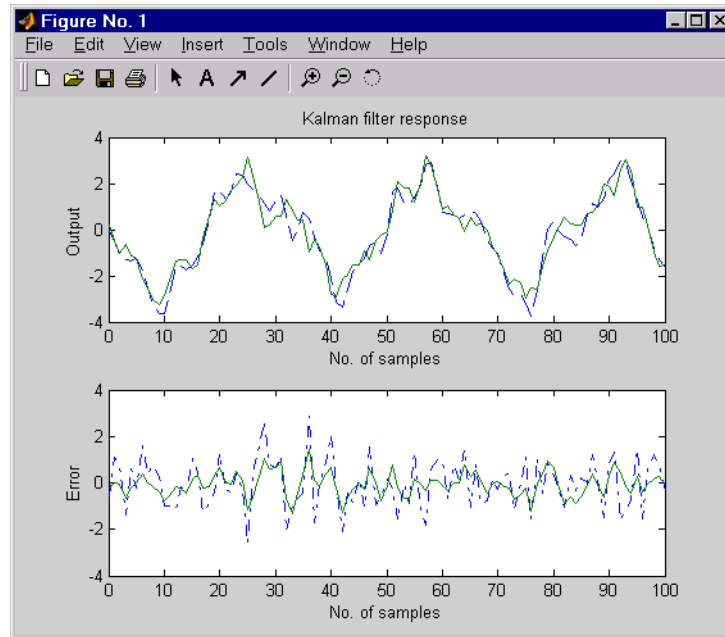 Figure No. 1
File Edit View Insert Tools Window Help
A
Kalman filter response
4
2
0
-2
-4
Output
0 10 20 30 40 50 60 70 80 90 100
No. of samples
4
2
0
-2
-4
Error
0 10 20 30 40 50 60 70 80 90 100
No. of samples